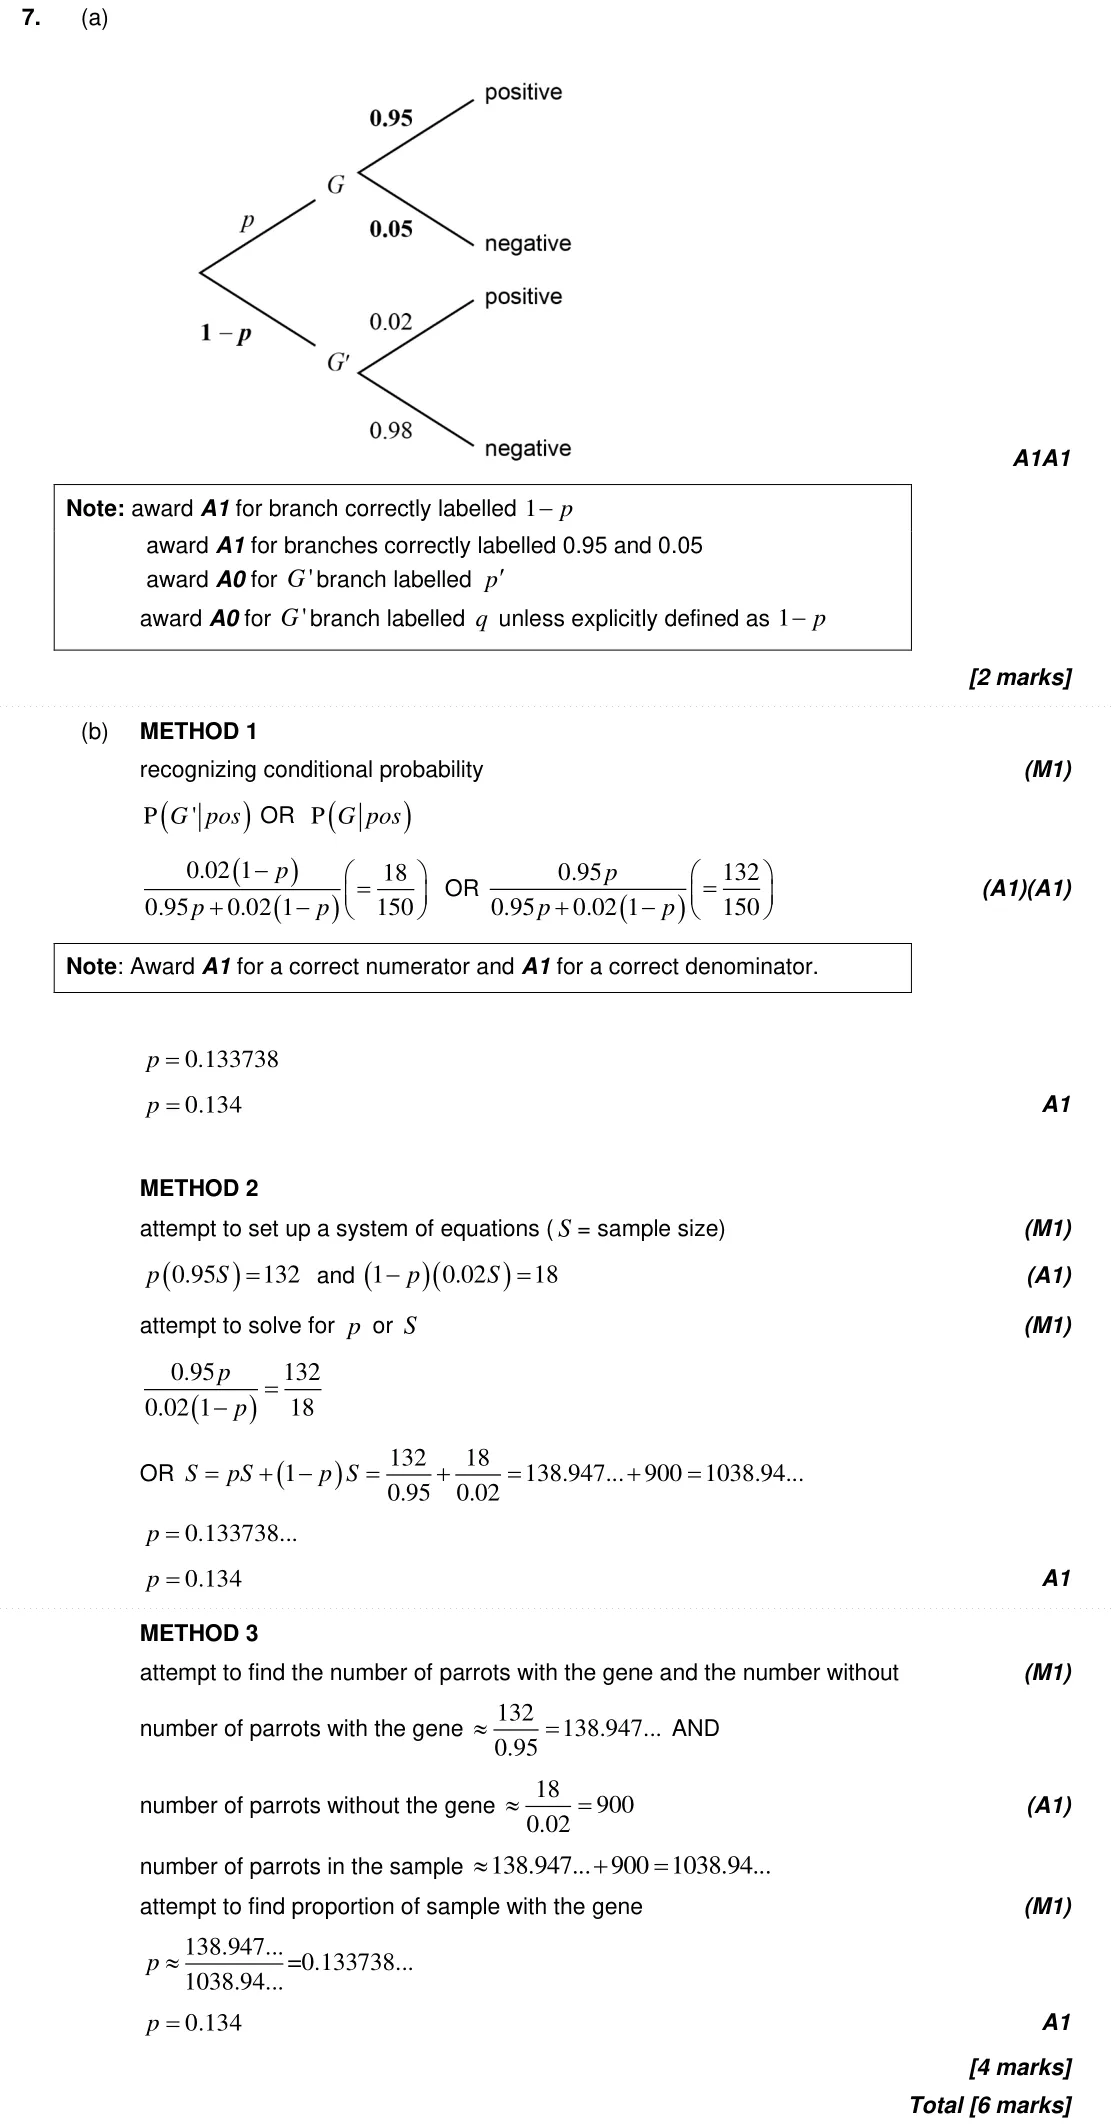 7. (a)
positive
0.95
G
p
0.05
negative
positive
0.02
1 − p
G′
0.98
negative
A1A1
Note: award A1 for branch correctly labelled 1 − p
award A1 for branches correctly labelled 0.95 and 0.05
award A0 for G' branch labelled p′
award A0 for G' branch labelled q unless explicitly defined as 1 − p
[2 marks]
(b) METHOD 1
recognizing conditional probability (M1)
P(G'|pos) OR P(G|pos)
0.02(1 − p) / (0.95p + 0.02(1 − p)) (= 18/150) OR 0.95p / (0.95p + 0.02(1 − p)) (= 132/150) (A1)(A1)
Note: Award A1 for a correct numerator and A1 for a correct denominator.
p = 0.133738
p = 0.134 A1
METHOD 2
attempt to set up a system of equations (S = sample size) (M1)
p(0.95S) = 132 and (1 − p)(0.02S) = 18 (A1)
attempt to solve for p or S (M1)
0.95p / 0.02(1 − p) = 132/18
OR S = pS + (1 − p)S = 132/0.95 + 18/0.02 = 138.947... + 900 = 1038.94...
p = 0.133738...
p = 0.134 A1
METHOD 3
attempt to find the number of parrots with the gene and the number without (M1)
number of parrots with the gene ≈ 132/0.95 = 138.947... AND
number of parrots without the gene ≈ 18/0.02 = 900 (A1)
number of parrots in the sample ≈ 138.947... + 900 = 1038.94...
attempt to find proportion of sample with the gene (M1)
p ≈ 138.947.../1038.94... =0.133738...
p = 0.134 A1
[4 marks]
Total [6 marks]